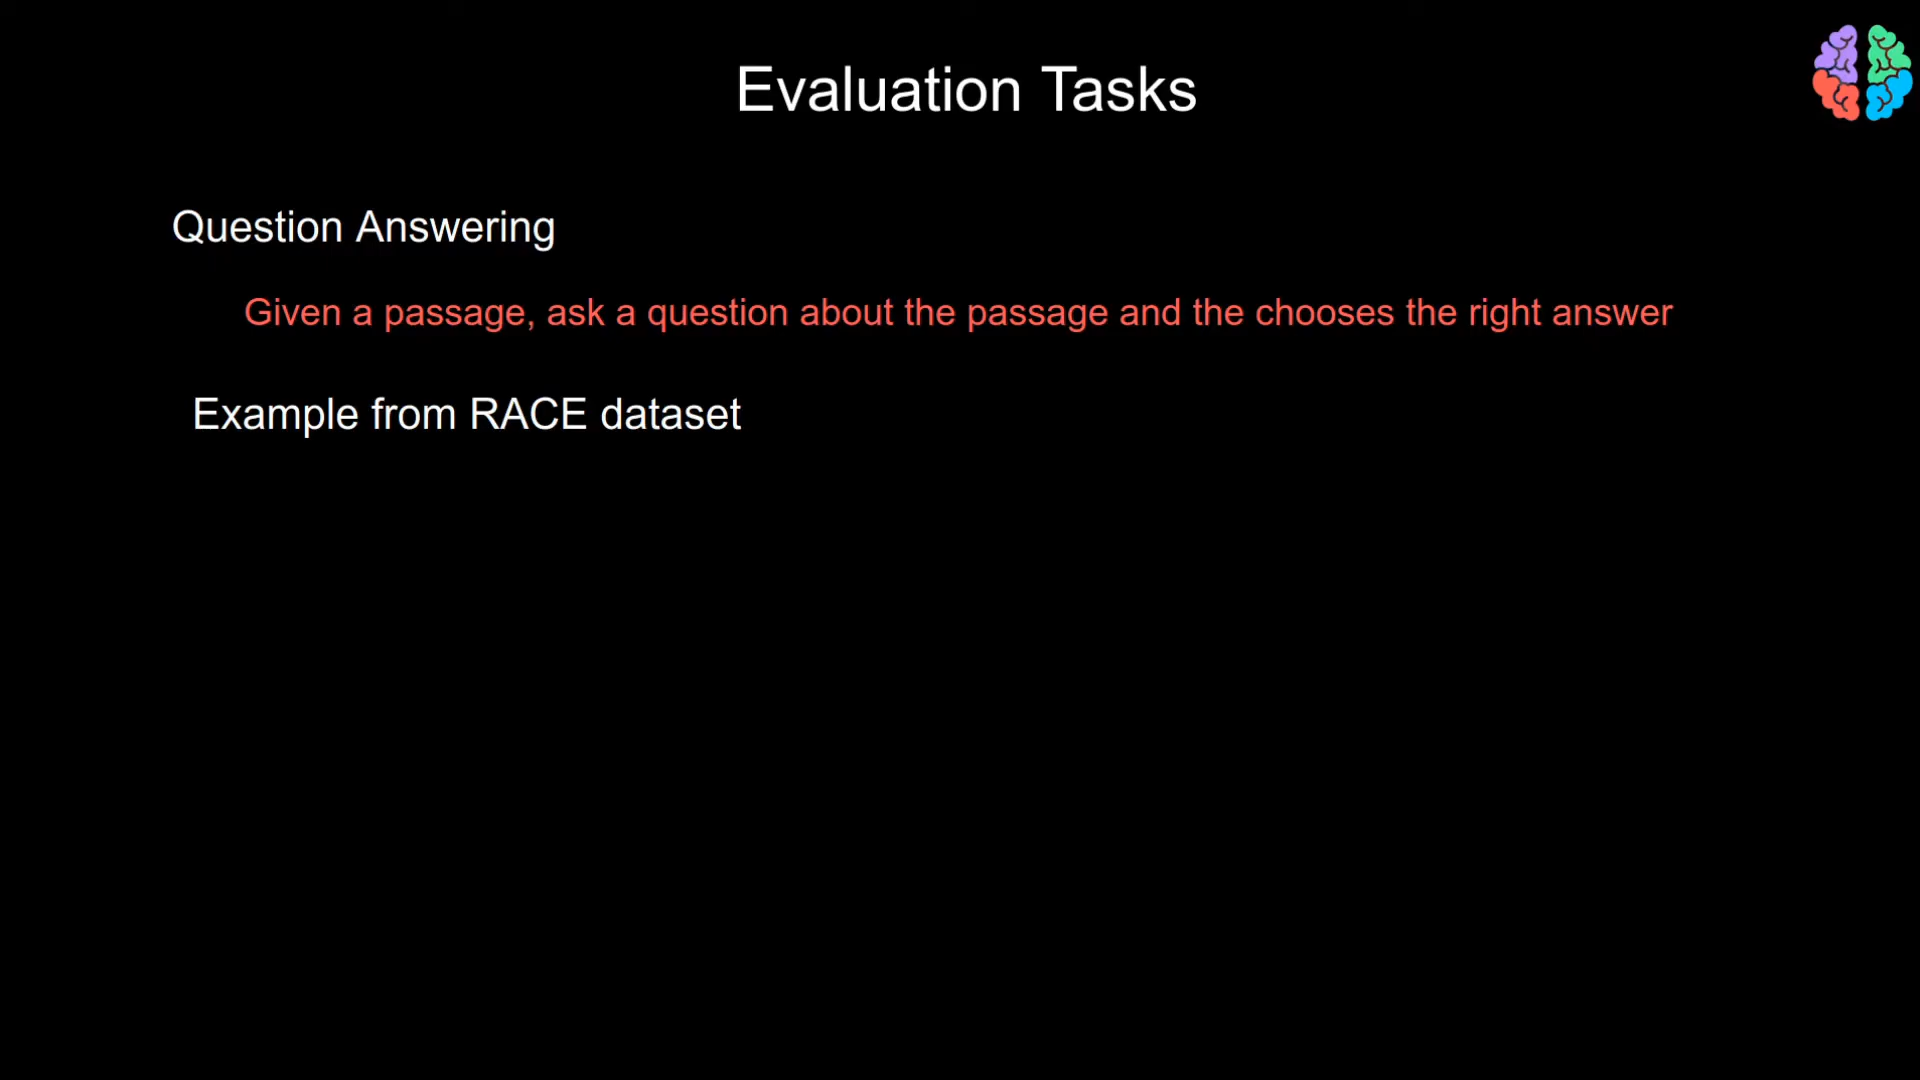 Evaluation Tasks
Question Answering
Given a passage, ask a question about the passage and the chooses the right answer
Example from RACE dataset